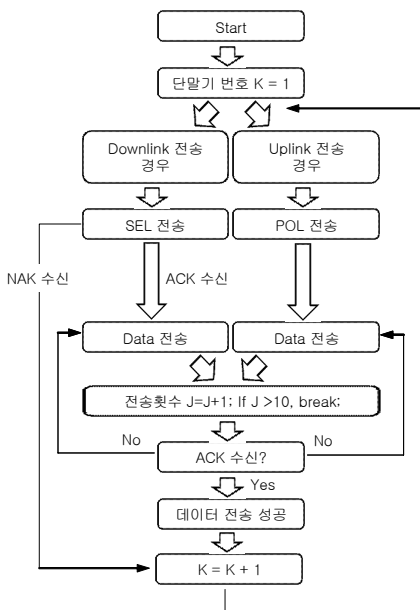 Start
단말기 번호 K = 1
Downlink 전송
경우
Uplink 전송
경우
SEL 전송
POL 전송
NAK 수신
ACK 수신
Data 전송
Data 전송
전송횟수 J=J+1; If J >10, break;
No
No
ACK 수신?
Yes
데이터 전송 성공
K = K + 1